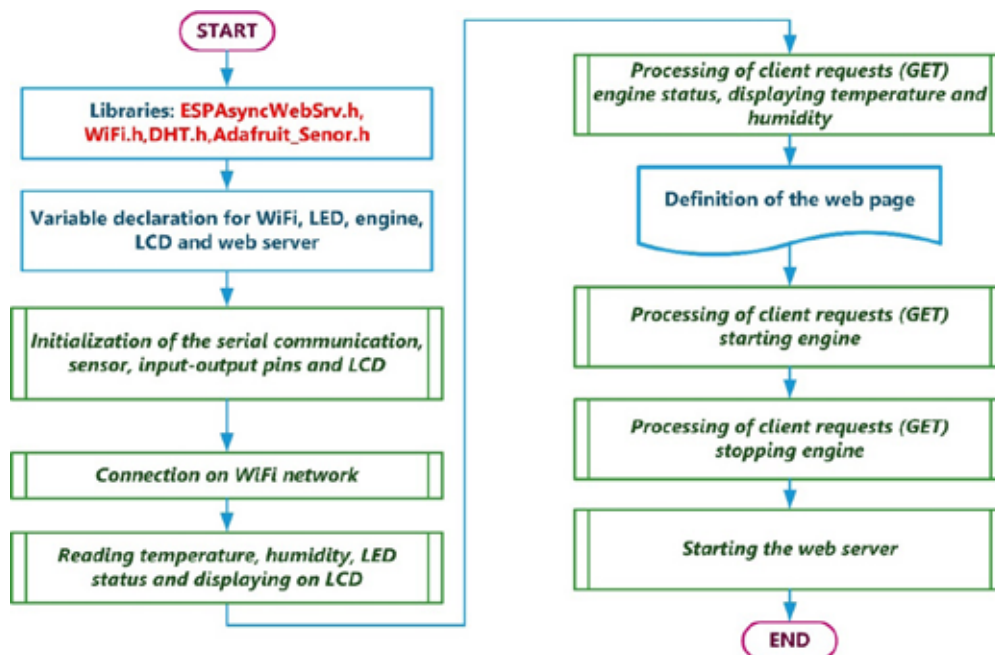 START
Libraries: ESPAsyncWebSrv.h,
WiFi.h,DHT.h,Adafruit_Senor.h
Variable declaration for WiFi, LED, engine,
LCD and web server
Initialization of the serial communication,
sensor, input-output pins and LCD
Connection on WiFi network
Reading temperature, humidity, LED
status and displaying on LCD
Processing of client requests (GET)
engine status, displaying temperature and
humidity
Definition of the web page
Processing of client requests (GET)
starting engine
Processing of client requests (GET)
stopping engine
Starting the web server
END